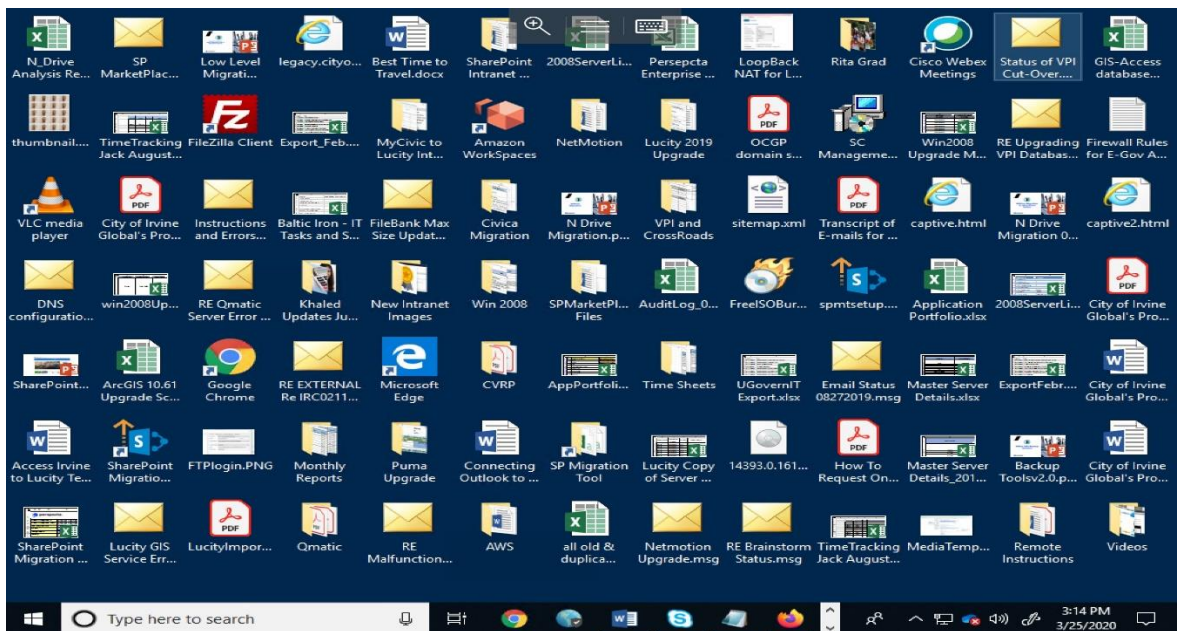 N_Drive
Analysis Re...
SP
MarketPlac...
Low Level
Migrati...
legacy.cityo...
Best Time to
Travel.docx
SharePoint
Intranet ...
2008ServerLi...
Persepcta
Enterprise ...
LoopBack
NAT for L...
Rita Grad
Cisco Webex
Meetings
Status of VPI
Cut-Over....
GIS-Access
database...
thumbnail....
TimeTracking
Jack August...
FileZilla Client
Export_Feb....
MyCivic to
Lucity Int...
Amazon
WorkSpaces
NetMotion
Lucity 2019
Upgrade
PDF
OCGP
domain s...
SC
Manageme...
Win2008
Upgrade M...
RE Upgrading
VPI Databas...
Firewall Rules
for E-Gov A...
VLC media
player
PDF
City of Irvine
Global's Pro...
Instructions
and Errors...
Baltic Iron - IT
Tasks and S...
FileBank Max
Size Updat...
Civica
Migration
N Drive
Migration.p...
VPI and
CrossRoads
sitemap.xml
PDF
Transcript of
E-mails for ...
captive.html
N Drive
Migration 0...
captive2.html
DNS
configuratio...
win2008Up...
RE Qmatic
Server Error ...
Khaled
Updates Ju...
New Intranet
Images
Win 2008
SPMarketPl...
Files
AuditLog_0...
FreeISOBur...
spmtsetup....
Application
Portfolio.xlsx
2008ServerLi...
PDF
City of Irvine
Global's Pro...
SharePoint...
ArcGIS 10.61
Upgrade Sc...
Google
Chrome
RE EXTERNAL
Re IRC0211...
Microsoft
Edge
CVRP
AppPortfoli...
Time Sheets
UGovernIT
Export.xlsx
Email Status
08272019.msg
Master Server
Details.xlsx
ExportFebr....
City of Irvine
Global's Pro...
Access Irvine
to Lucity Te...
SharePoint
Migratio...
FTPlogin.PNG
Monthly
Reports
Puma
Upgrade
Connecting
Outlook to ...
SP Migration
Tool
Lucity Copy
of Server ...
14393.0.161...
PDF
How To
Request On...
Master Server
Details_201...
Backup
Toolsv2.0.p...
City of Irvine
Global's Pro...
SharePoint
Migration ...
Lucity GIS
Service Err...
PDF
LucityImpor...
Qmatic
RE
Malfunction...
AWS
all old &
duplica...
Netmotion
Upgrade.msg
RE Brainstorm
Status.msg
TimeTracking
Jack August...
MediaTemp...
Remote
Instructions
Videos
Type here to search
3:14 PM
3/25/2020